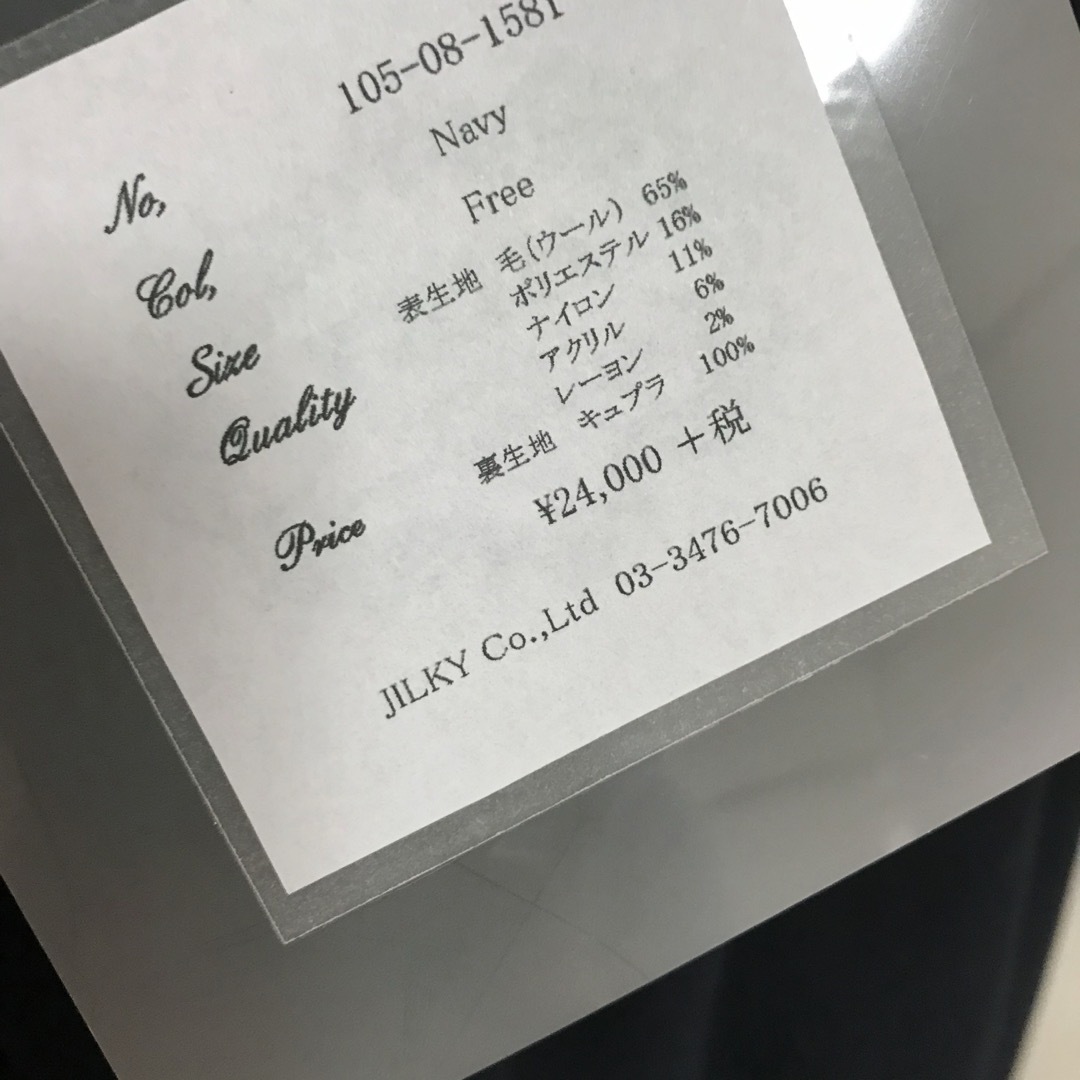 No, 105-08-1581
Col, Navy
Size Free
Quality 表生地 毛(ウール) 65%
ポリエステル 16%
ナイロン 11%
アクリル 6%
レーヨン 2%
裏生地 キュプラ 100%
Price ¥24,000 +税
JILKY Co.,Ltd 03-3476-7006